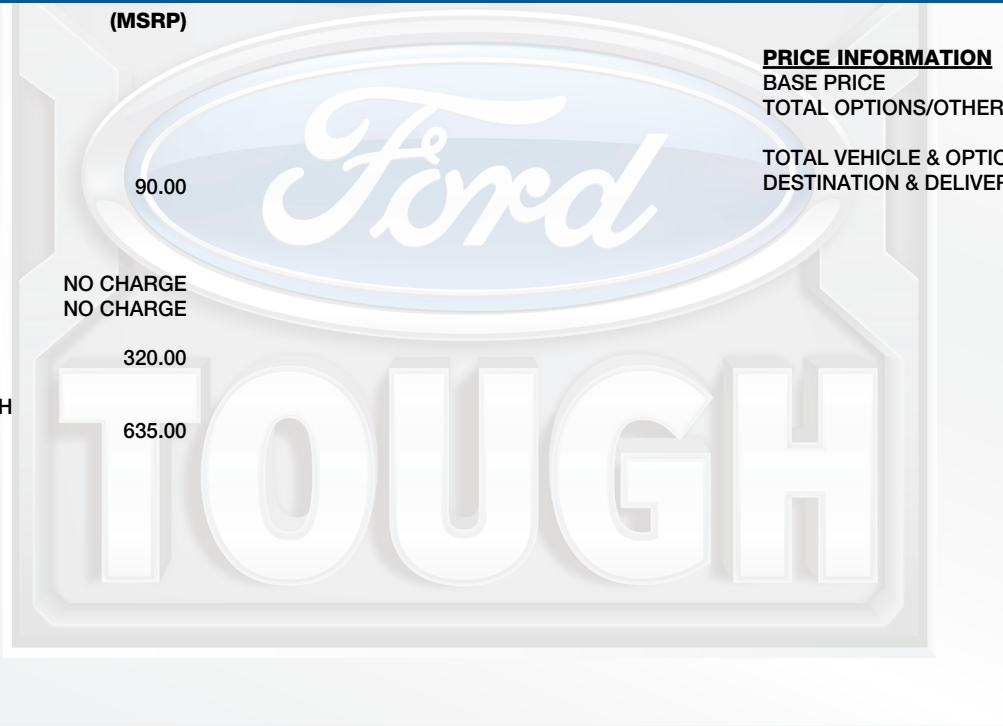 (MSRP)
90.00
NO CHARGE
NO CHARGE
320.00
H
635.00
PRICE INFORMATION
BASE PRICE
TOTAL OPTIONS/OTHER
TOTAL VEHICLE & OPTIO
DESTINATION & DELIVER
Ford
TOUGH